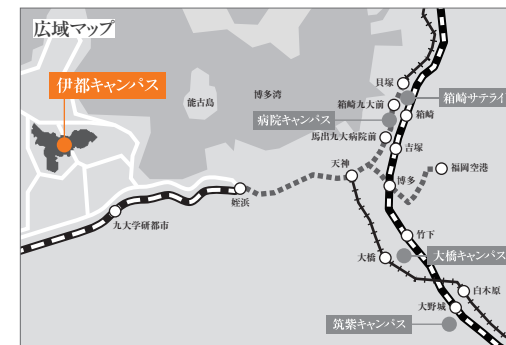 広域マップ
伊都キャンパス
能古島
博多湾
貝塚
箱崎サテライ
箱崎九大前
箱崎
病院キャンパス
馬出九大病院前
吉塚
天神
福岡空港
博多
姪浜
九大学研都市
竹下
大橋
大橋キャンパス
白木原
大野城
筑紫キャンパス